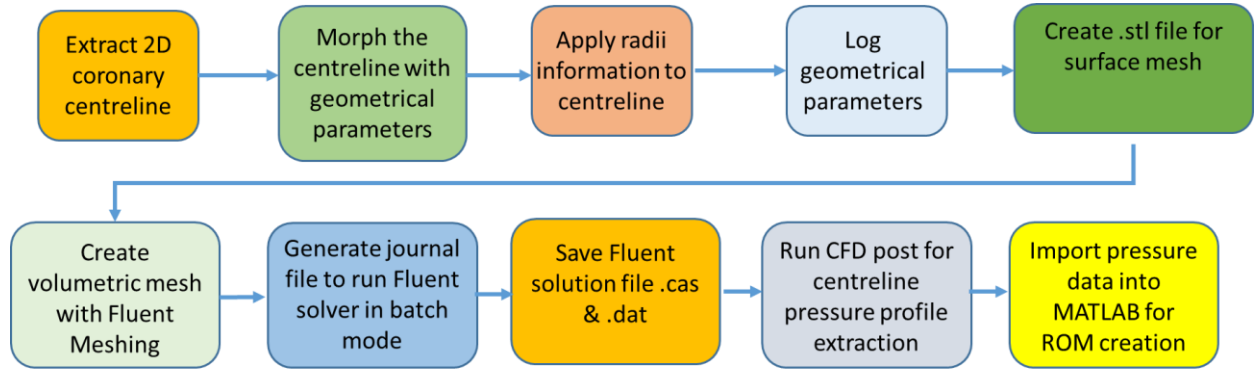 Extract 2D
coronary
centreline
Morph the
centreline with
geometrical
parameters
Apply radii
information to
centreline
Log
geometrical
parameters
Create .stl file for
surface mesh
Create
volumetric mesh
with Fluent
Meshing
Generate journal
file to run Fluent
solver in batch
mode
Save Fluent
solution file .cas
& .dat
Run CFD post for
centreline
pressure profile
extraction
Import pressure
data into
MATLAB for
ROM creation